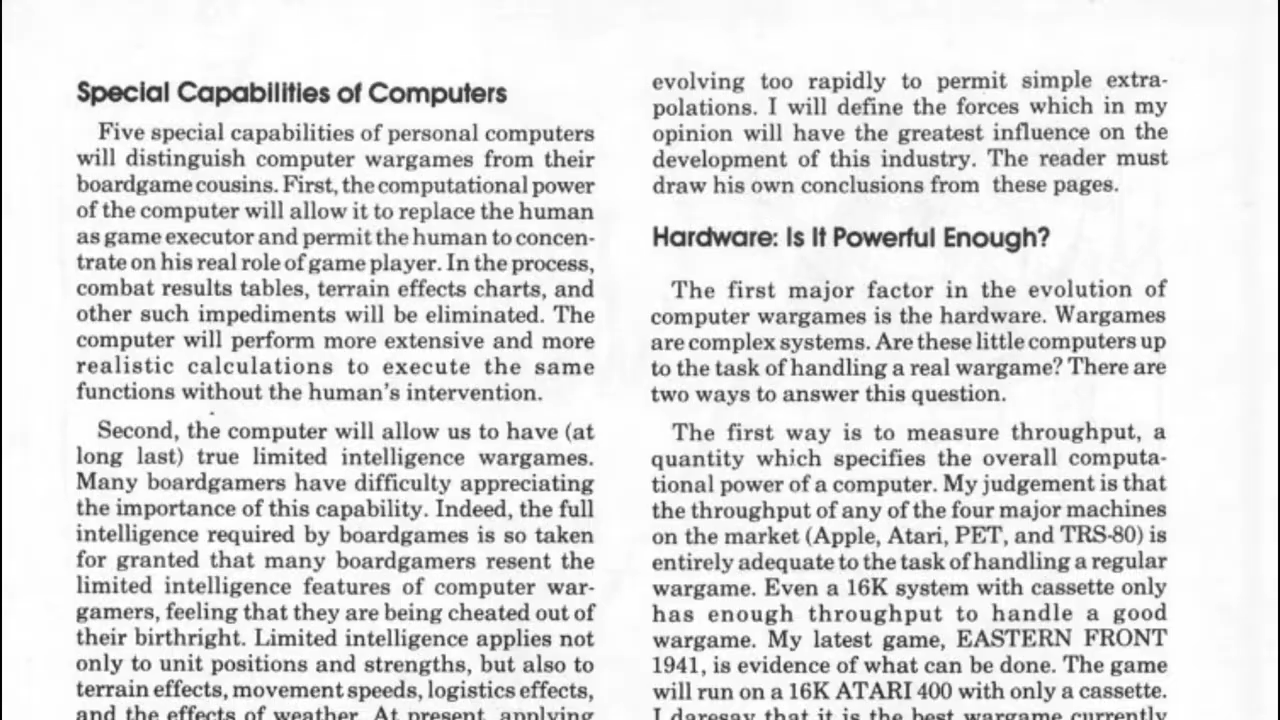 Special Capabilities of Computers
Five special capabilities of personal computers
will distinguish computer wargames from their
boardgame cousins. First, the computational power
of the computer will allow it to replace the human
as game executor and permit the human to concen-
trate on his real role of game player. In the process,
combat results tables, terrain effects charts, and
other such impediments will be eliminated. The
computer will perform more extensive and more
realistic calculations to execute the same
functions without the human's intervention.
Second, the computer will allow us to have (at
long last) true limited intelligence wargames.
Many boardgamers have difficulty appreciating
the importance of this capability. Indeed, the full
intelligence required by boardgames is so taken
for granted that many boardgamers resent the
limited intelligence features of computer war-
gamers, feeling that they are being cheated out of
their birthright. Limited intelligence applies not
only to unit positions and strengths, but also to
terrain effects, movement speeds, logistics effects,
and the effects of weather. At present, applying
evolving too rapidly to permit simple extra-
polations. I will define the forces which in my
opinion will have the greatest influence on the
development of this industry. The reader must
draw his own conclusions from these pages.
Hardware: Is It Powerful Enough?
The first major factor in the evolution of
computer wargames is the hardware. Wargames
are complex systems. Are these little computers up
to the task of handling a real wargame? There are
two ways to answer this question.
The first way is to measure throughput, a
quantity which specifies the overall computa-
tional power of a computer. My judgement is that
the throughput of any of the four major machines
on the market (Apple, Atari, PET, and TRS-80) is
entirely adequate to the task of handling a regular
wargame. Even a 16K system with cassette only
has enough throughput to handle a good
wargame. My latest game, EASTERN FRONT
1941, is evidence of what can be done. The game
will run on a 16K ATARI 400 with only a cassette.
I daresay that it is the best wargame currently